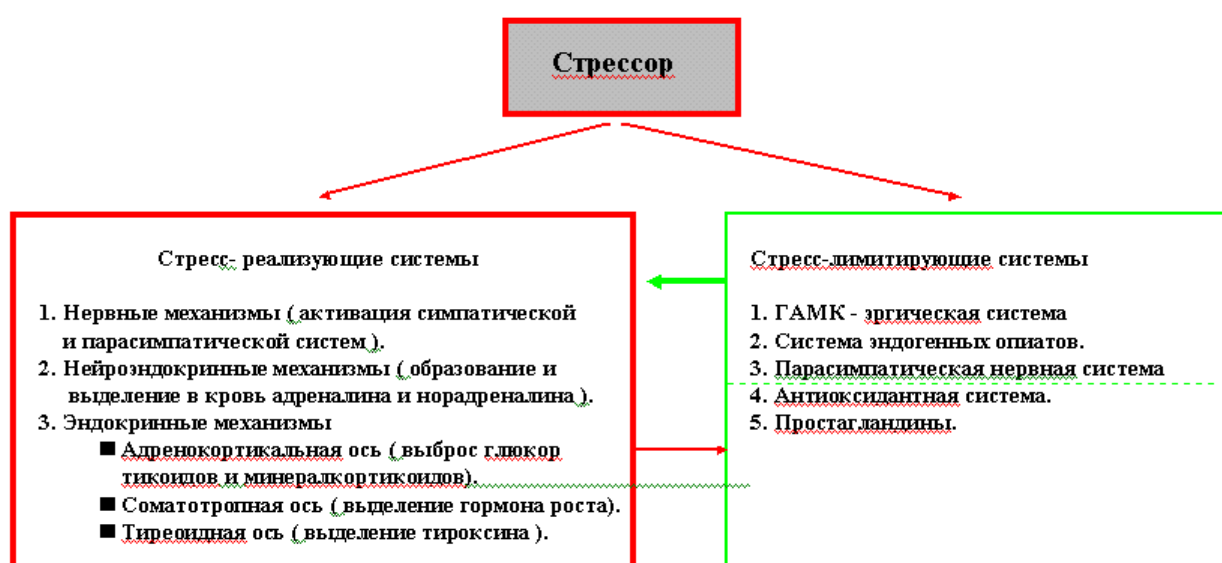 Стрессор
Стресс- реализующие системы
1. Нервные механизмы ( активация симпатической
и парасимпатической систем ).
2. Нейроэндокринные механизмы ( образование и
выделение в кровь адреналина и норадреналина ).
3. Эндокринные механизмы
■ Адренокортикальная ось ( выброс глюкор
тикоидов и минералкортикоидов).
■ Соматотропная ось ( выделение гормона роста).
■ Тиреоидная ось ( выделение тироксина ).
Стресс-лимитирующие системы
1. ГАМК - эргическая система
2. Система эндогенных опиатов.
3. Парасимпатическая нервная система
4. Антиоксидантная система.
5. Простагландины.